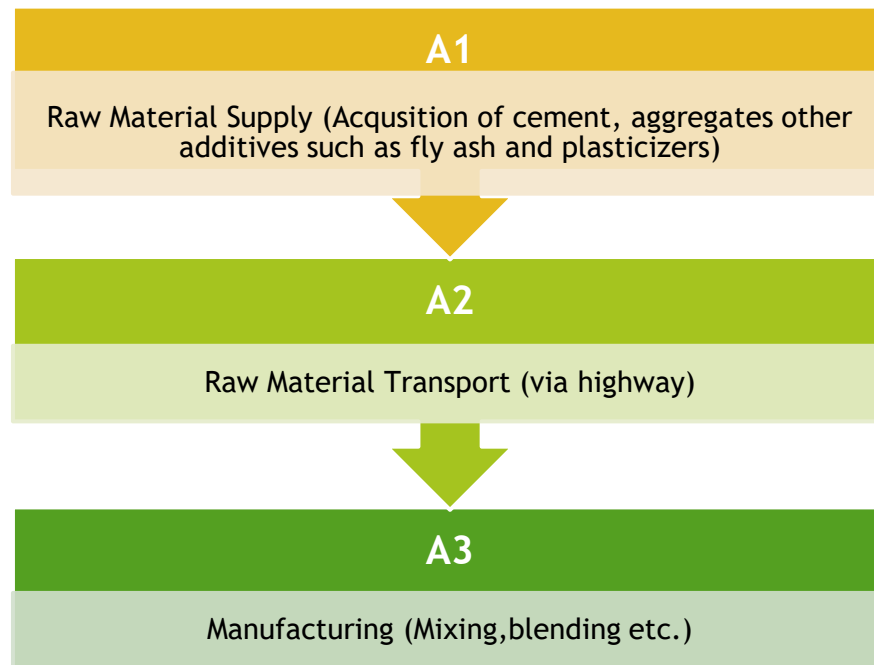 A1
Raw Material Supply (Acqusition of cement, aggregates other
additives such as fly ash and plasticizers)
A2
Raw Material Transport (via highway)
A3
Manufacturing (Mixing,blending etc.)